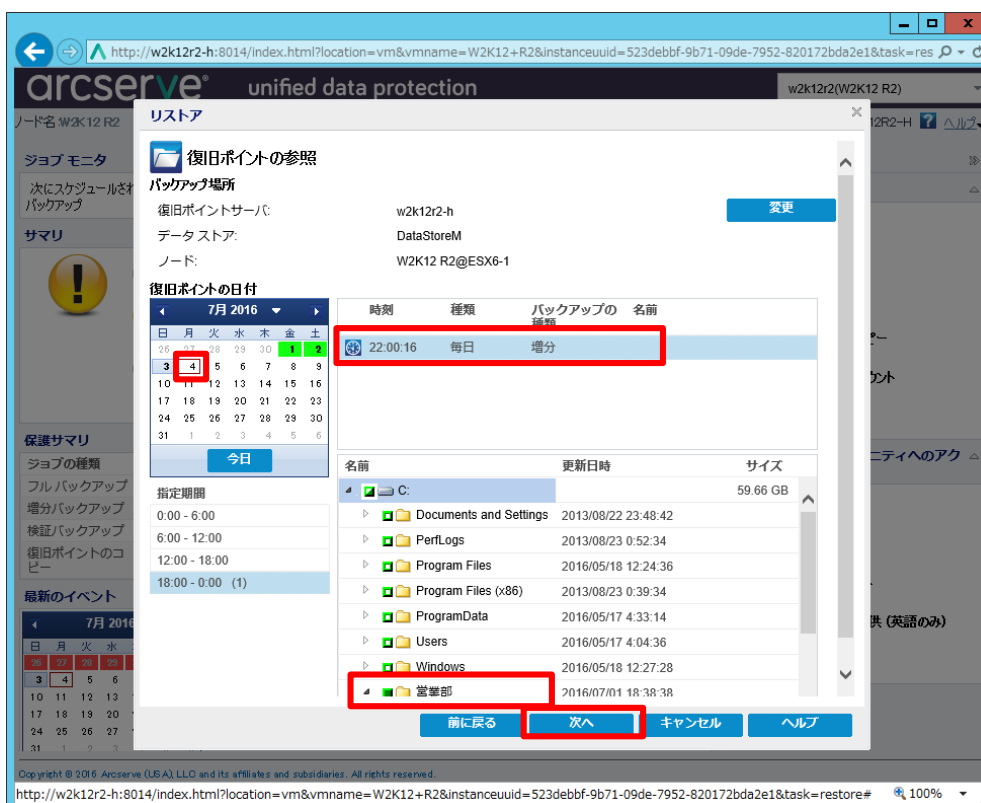 http://w2k12r2-h:8014/index.html?location=vm&vmname=W2K12+R2&instanceuuid=523debbf-9b71-09de-7952-820172bda2e1&task=res
arcserve® unified data protection
w2k12r2(W2K12 R2)
ノード名:W2K12 R2
12R2-H ヘルプ
リストア
ジョブ モニタ
次にスケジュールされ
バックアップ
サマリ
復旧ポイントの参照
バックアップ場所
復旧ポイントサーバ: w2k12r2-h 変更
データ ストア: DataStoreM
ノード: W2K12 R2@ESX6-1
復旧ポイントの日付
7月 2016
日 月 火 水 木 金 土
26 27 28 29 30 1 2
3 4 5 6 7 8 9
10 11 12 13 14 15 16
17 18 19 20 21 22 23
24 25 26 27 28 29 30
31 1 2 3 4 5 6
今日
時刻 種類 バックアップの種類 名前
22:00:16 毎日 増分
指定期間
0:00 - 6:00
6:00 - 12:00
12:00 - 18:00
18:00 - 0:00 (1)
名前 更新日時 サイズ
C: 59.66 GB
Documents and Settings 2013/08/22 23:48:42
PerfLogs 2013/08/23 0:52:34
Program Files 2016/05/18 12:24:36
Program Files (x86) 2013/08/23 0:39:34
ProgramData 2016/05/17 4:33:14
Users 2016/05/17 4:04:36
Windows 2016/05/18 12:27:28
営業部 2016/07/01 18:38:38
前に戻る 次へ キャンセル ヘルプ
保護サマリ
ジョブの種類
フル バックアップ
増分バックアップ
検証バックアップ
復旧ポイントのコ
ピー
最新のイベント
7月 2016
日 月 火 水
26 27 28 29
3 4 5 6
10 11 12 13
17 18 19 20
24 25 26 27
31 1 2 3
ピー
ウント
ニティへのアク
供 (英語のみ)
Copyright © 2016 Arcserve (USA), LLC and its affiliates and subsidiaries. All rights reserved.
http://w2k12r2-h:8014/index.html?location=vm&vmname=W2K12+R2&instanceuuid=523debbf-9b71-09de-7952-820172bda2e1&task=restore# 100%